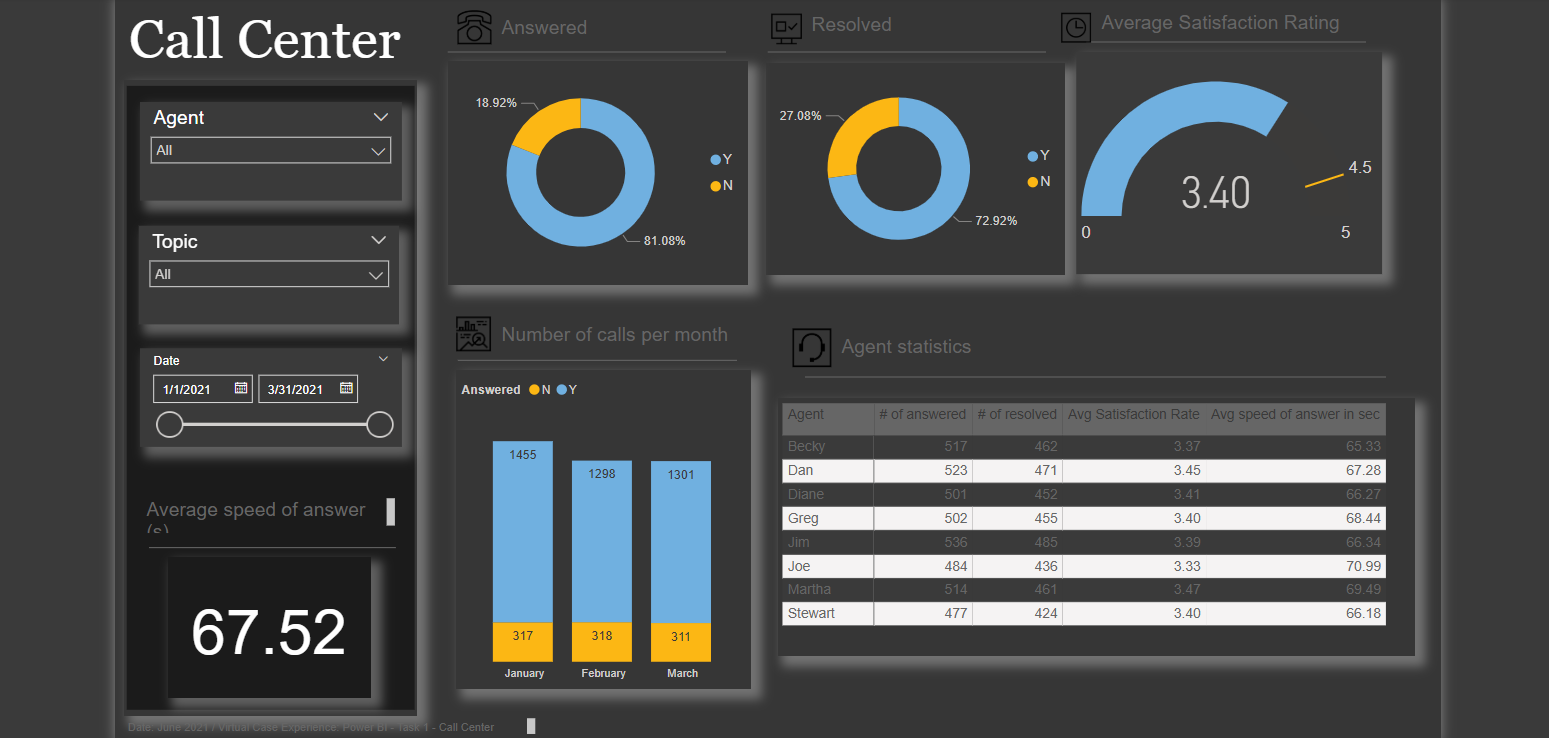 Call Center
Agent
All
Topic
All
Date
1/1/2021 3/31/2021
Average speed of answer
(s)
67.52
Answered
18.92%
81.08%
Y
N
Resolved
27.08%
72.92%
Y
N
Average Satisfaction Rating
3.40
4.5
0
5
Number of calls per month
Answered N Y
1455 1298 1301
317 318 311
January February March
Agent statistics
Agent # of answered # of resolved Avg Satisfaction Rate Avg speed of answer in sec
Becky 517 462 3.37 65.33
Dan 523 471 3.45 67.28
Diane 501 452 3.41 66.27
Greg 502 455 3.40 68.44
Jim 536 485 3.39 66.34
Joe 484 436 3.33 70.99
Martha 514 461 3.47 69.49
Stewart 477 424 3.40 66.18
Date: June 2021 / Virtual Case Experience: Power BI - Task 1 - Call Center